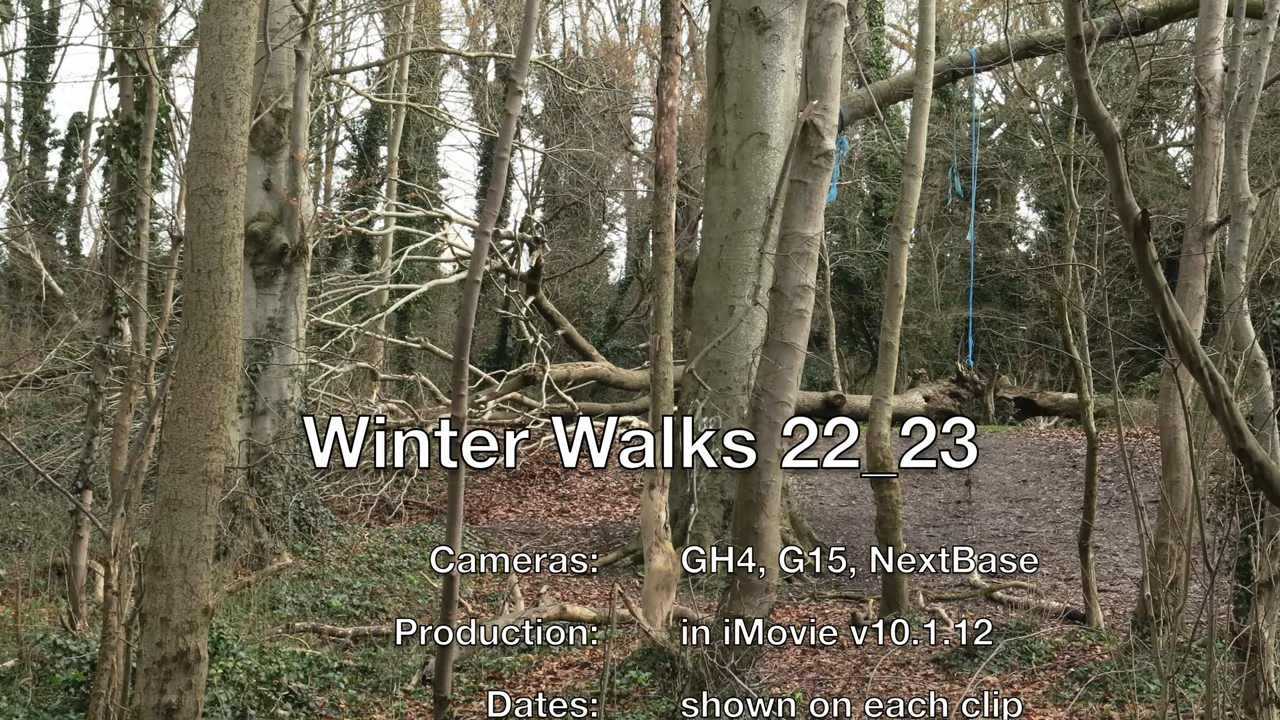 Winter Walks 22_23
Cameras: GH4, G15, NextBase
Production: in iMovie v10.1.12
Dates: shown on each clip